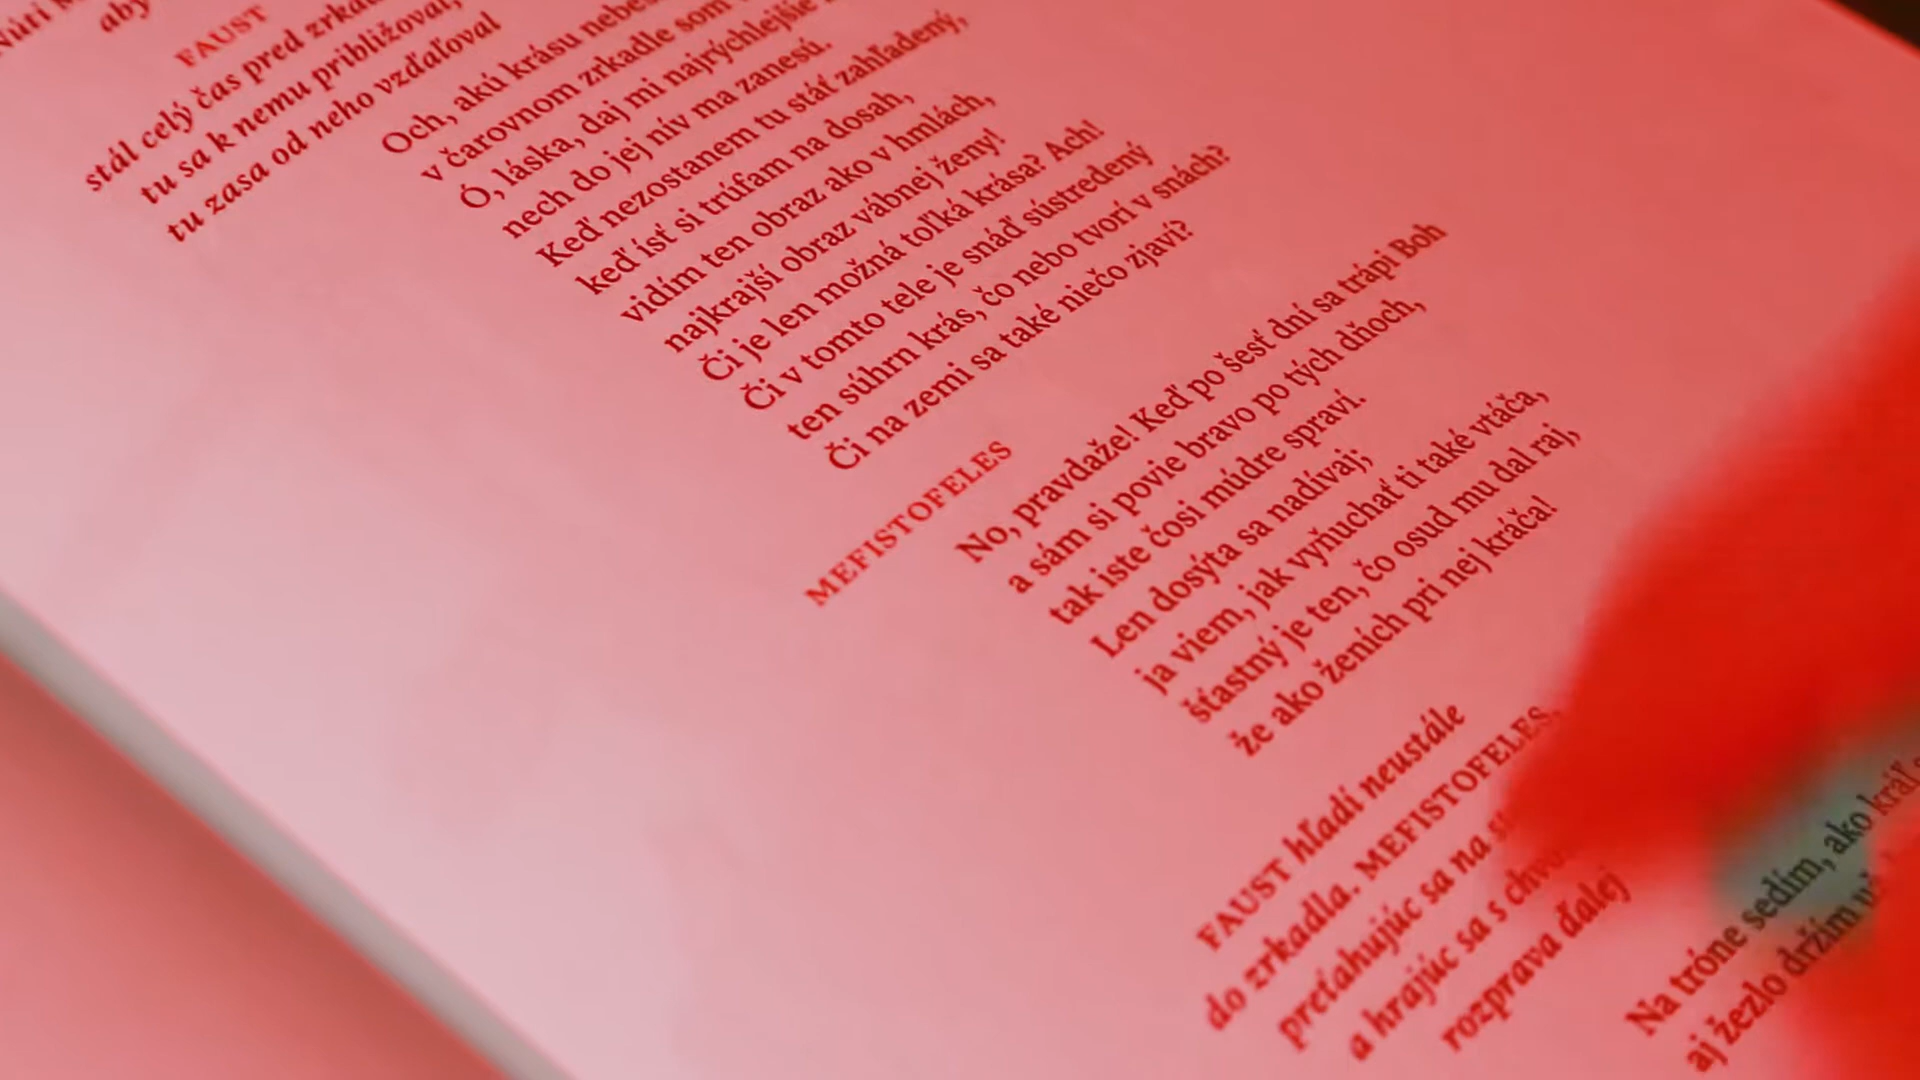 aby
FAUST
stál celý čas pred
tu sa k nemu približoval,
tu zasa od neho vzďaľoval
Och, akú krásu
v čarovnom zrkadle som
Ó, láska, daj mi najrýchlejšie
nech do jej nív ma zanesú.
Keď nezostanem tu stáť zahľadený,
keď ísť si trúfam na dosah,
vidím ten obraz ako v hmlách,
najkrajší obraz vábnej ženy!
Či je len možná toľká krása? Ach!
Či v tomto tele je snáď sústredený
ten súhrn krás, čo nebo tvorí v snách?
Či na zemi sa také niečo zjaví?
MEFISTOFELES
No, pravdaže! Keď po šesť dní sa trápi Boh
a sám si povie bravo po tých dňoch,
tak iste čosi múdre spraví.
Len dosýta sa nadívaj;
ja viem, jak vyňuchať ti také vtáča,
šťastný je ten, čo osud mu dal raj,
že ako ženích pri nej kráča!
FAUST hľadí neustále
do zrkadla. MEFISTOFELES,
preťahujúc sa na
a hrajúc sa s
rozpráva ďalej
Na tróne sedím, ako
aj žezlo držím